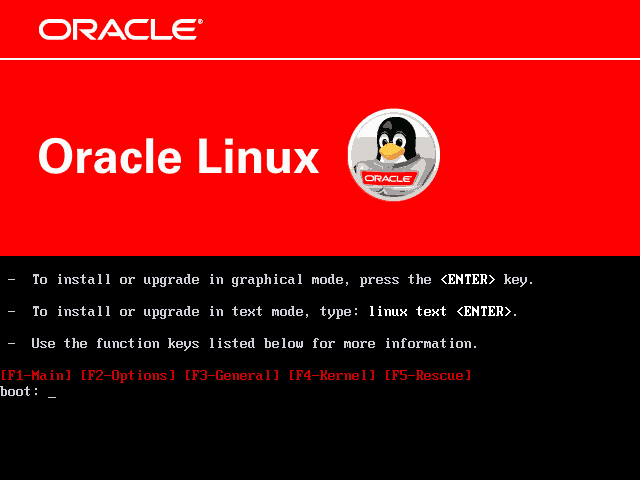 ORACLE®
Oracle Linux
ORACLE
-  To install or upgrade in graphical mode, press the <ENTER> key.
-  To install or upgrade in text mode, type: linux text <ENTER>.
-  Use the function keys listed below for more information.
[F1-Main] [F2-Options] [F3-General] [F4-Kernel] [F5-Rescue]
boot: _